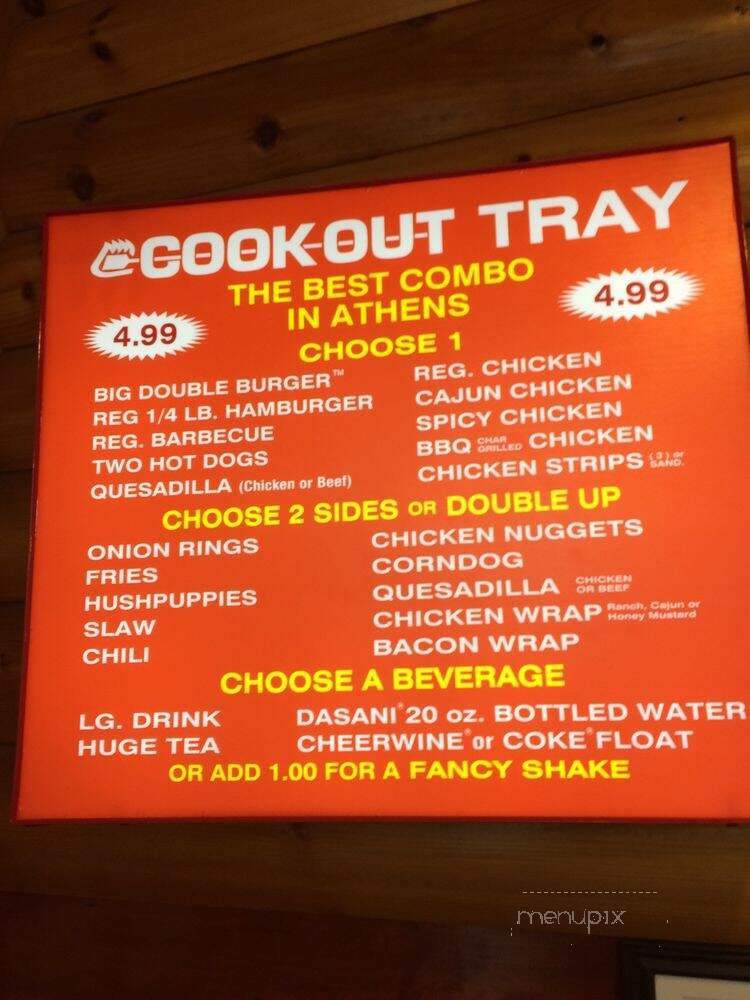 COOK-OUT TRAY
THE BEST COMBO
IN ATHENS
4.99
4.99
CHOOSE 1
BIG DOUBLE BURGER™
REG 1/4 LB. HAMBURGER
REG. BARBECUE
TWO HOT DOGS
QUESADILLA (Chicken or Beef)
REG. CHICKEN
CAJUN CHICKEN
SPICY CHICKEN
BBQ CHAR GRILLED CHICKEN
CHICKEN STRIPS (3) or SAND.
CHOOSE 2 SIDES OR DOUBLE UP
ONION RINGS
FRIES
HUSHPUPPIES
SLAW
CHILI
CHICKEN NUGGETS
CORNDOG
QUESADILLA CHICKEN OR BEEF
CHICKEN WRAP Ranch, Cajun or Honey Mustard
BACON WRAP
CHOOSE A BEVERAGE
LG. DRINK
HUGE TEA
DASANI® 20 oz. BOTTLED WATER
CHEERWINE® or COKE® FLOAT
OR ADD 1.00 FOR A FANCY SHAKE
menupix